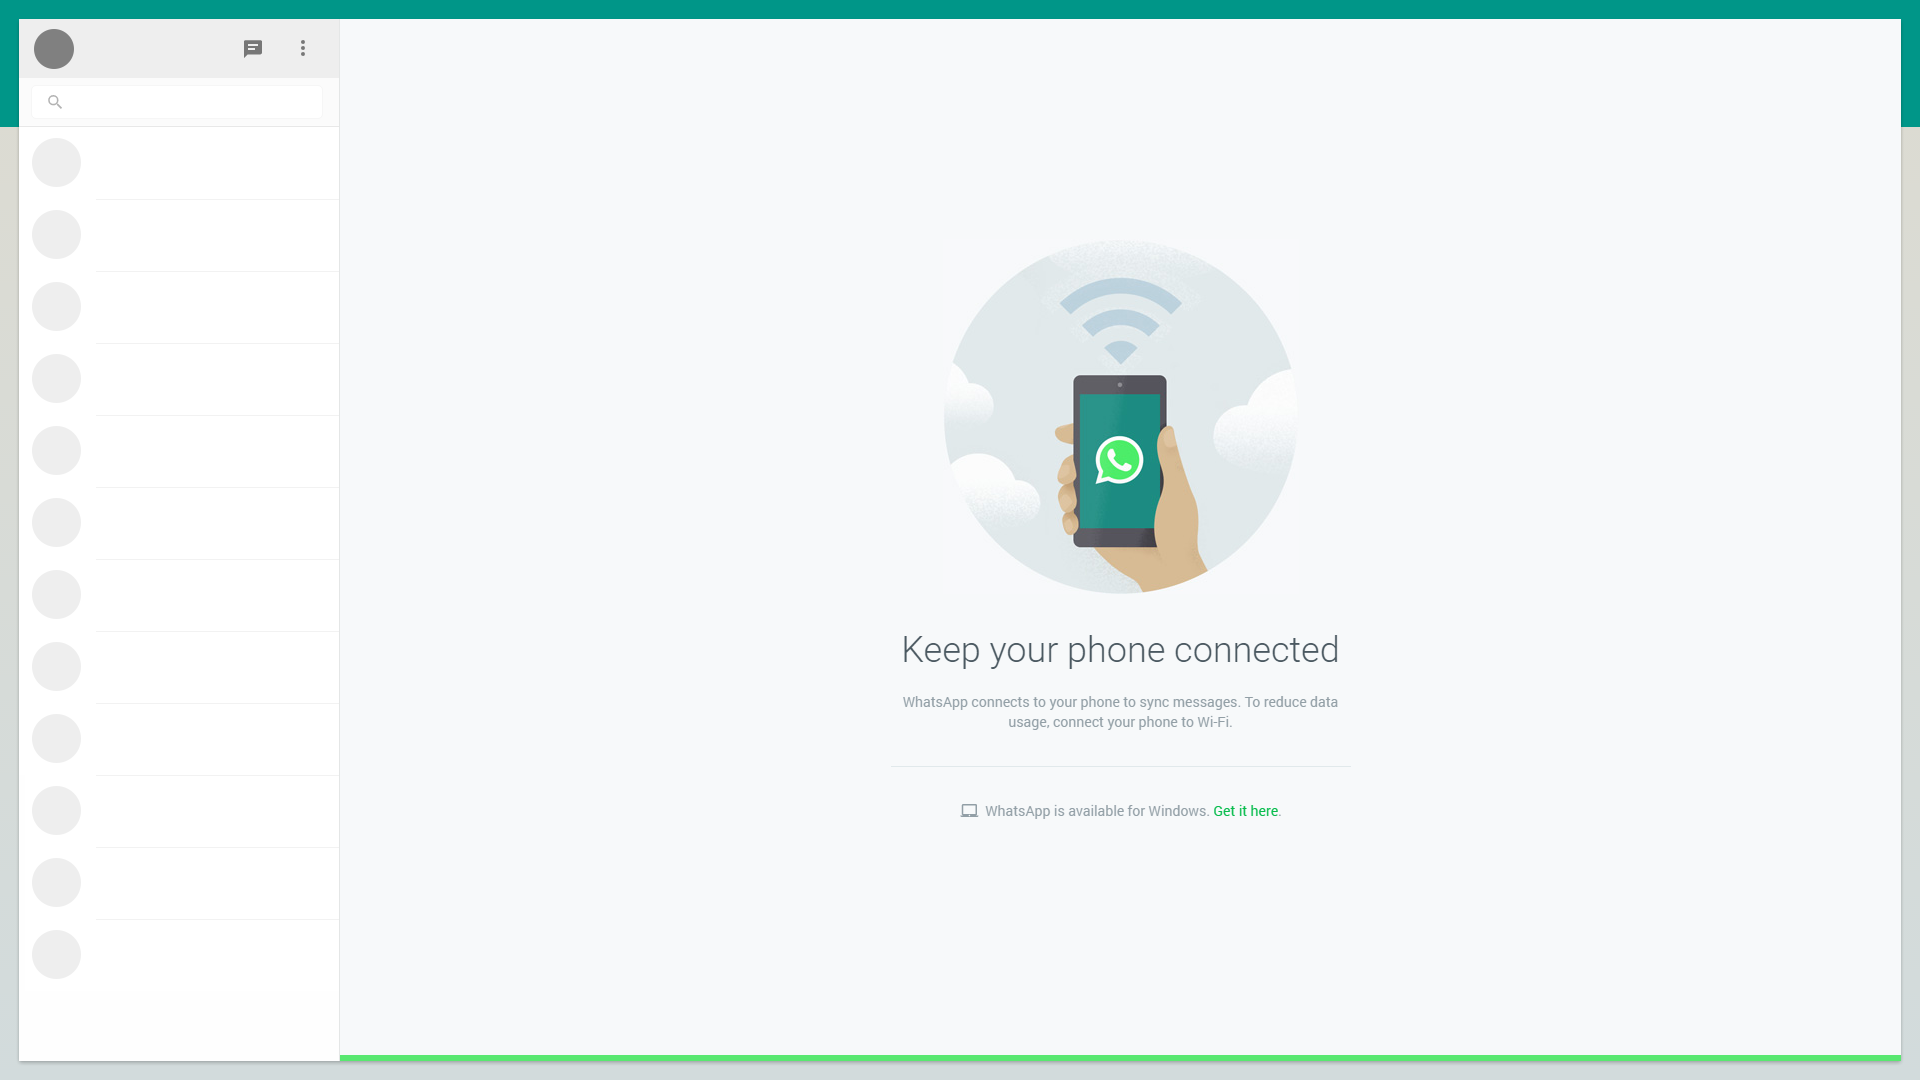 Keep your phone connected
WhatsApp connects to your phone to sync messages. To reduce data
usage, connect your phone to Wi-Fi.
WhatsApp is available for Windows. Get it here.